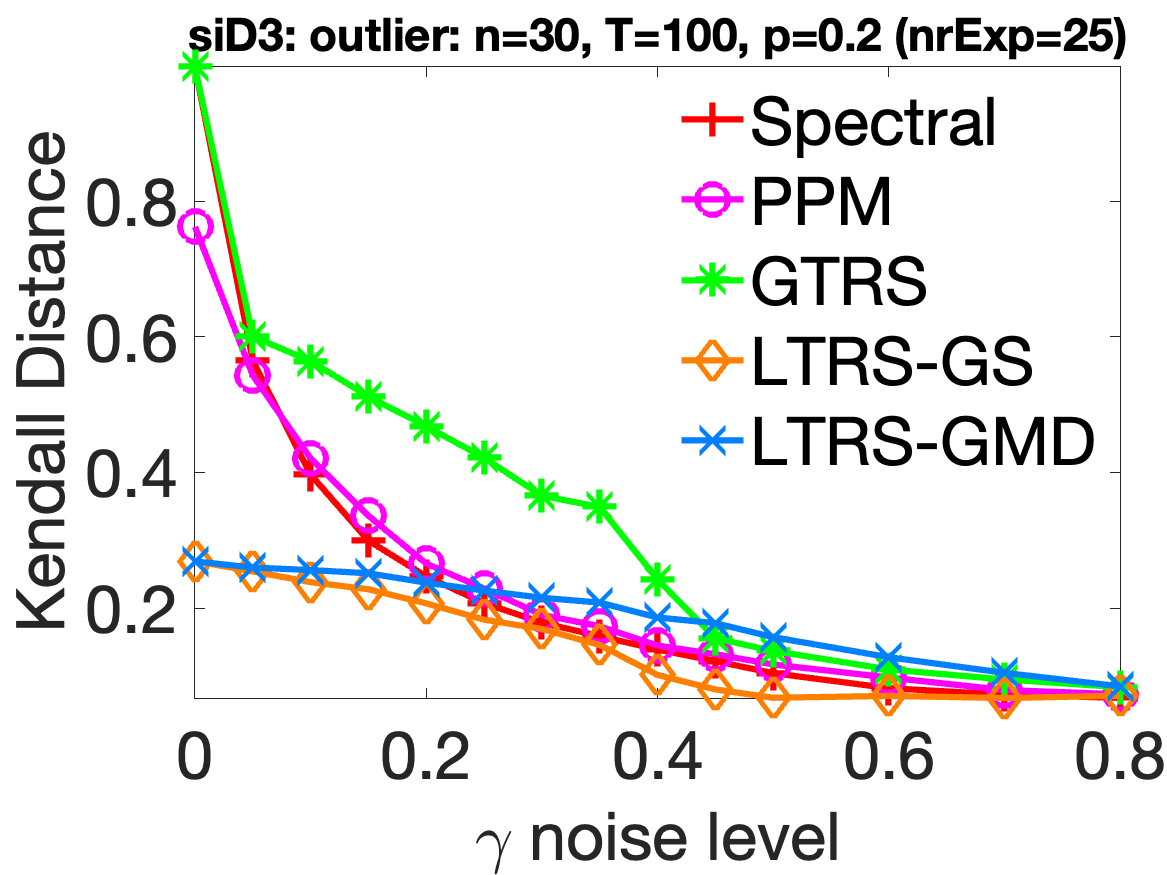 siD3: outlier: n=30, T=100, p=0.2 (nrExp=25)
Spectral
PPM
GTRS
LTRS-GS
LTRS-GMD
Kendall Distance
0.8
0.6
0.4
0.2
0 0.2 0.4 0.6 0.8
γ noise level